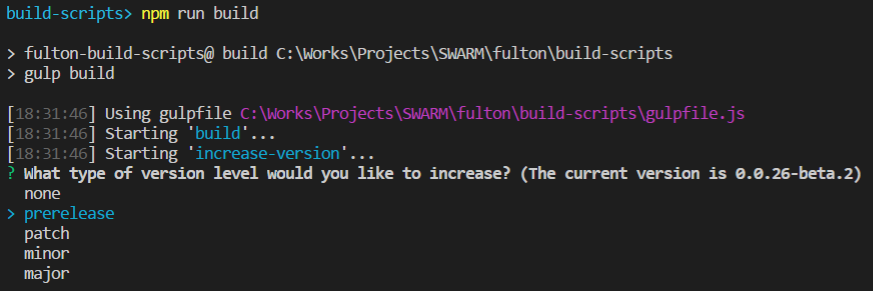 build-scripts> npm run build
> fulton-build-scripts@ build C:\Works\Projects\SWARM\fulton\build-scripts
> gulp build
[18:31:46] Using gulpfile C:\Works\Projects\SWARM\fulton\build-scripts\gulpfile.js
[18:31:46] Starting 'build'...
[18:31:46] Starting 'increase-version'...
? What type of version level would you like to increase? (The current version is 0.0.26-beta.2)
none
> prerelease
patch
minor
major